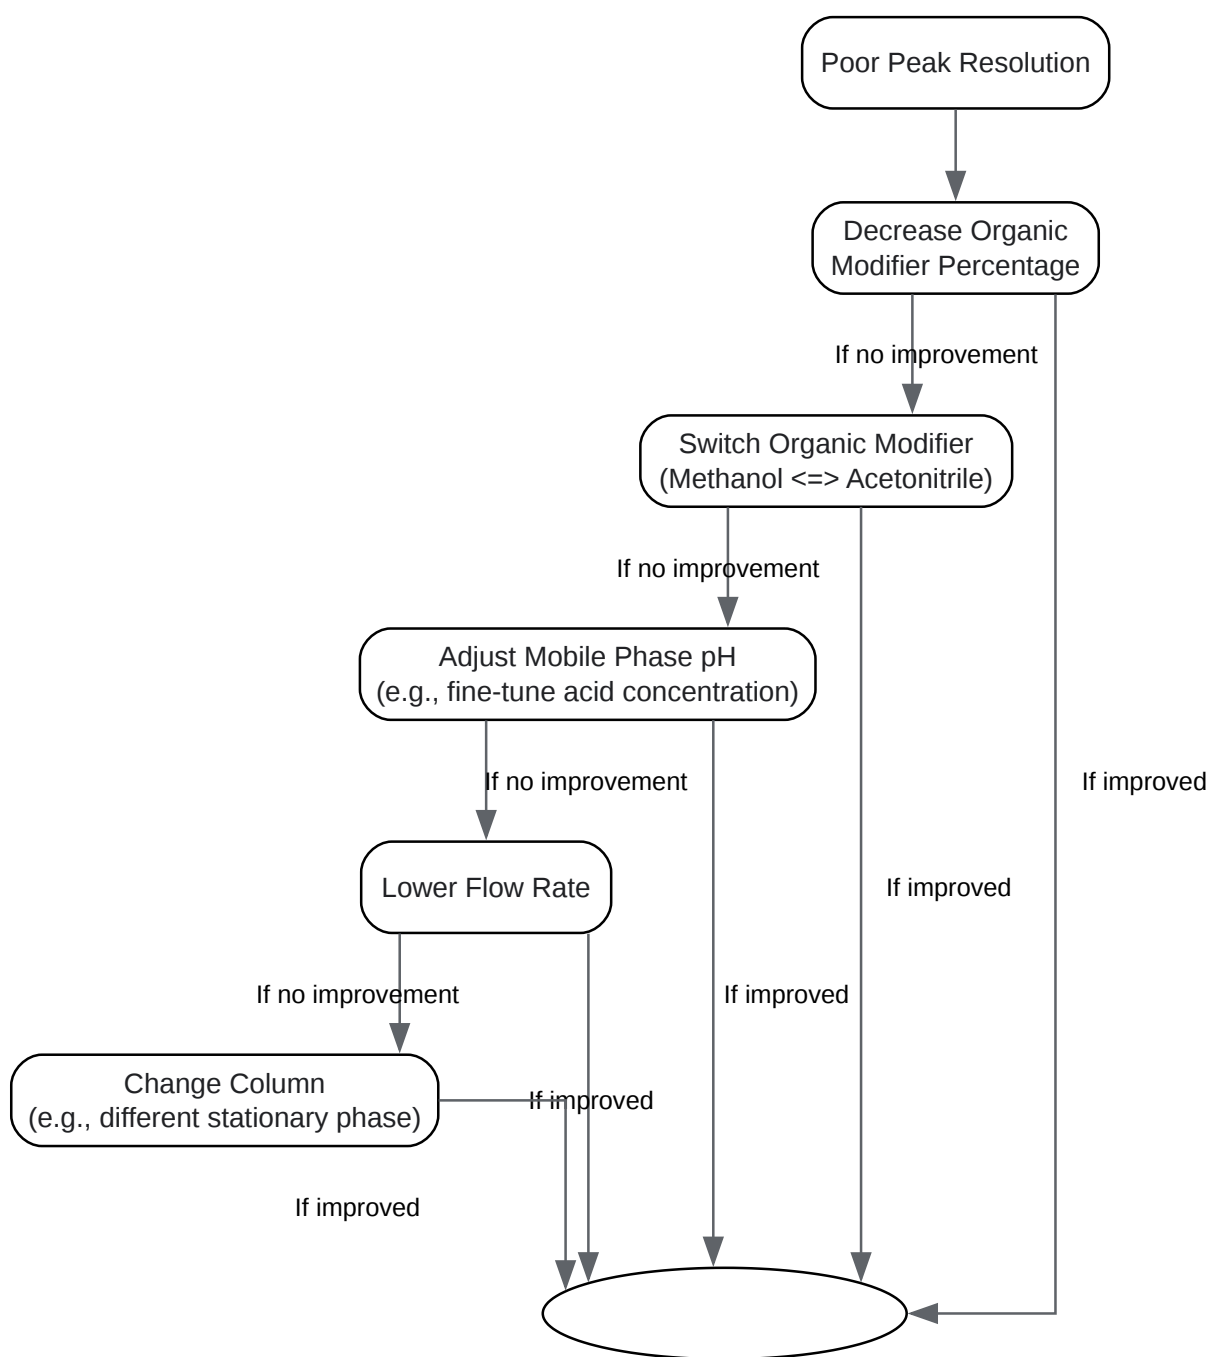 Poor Peak Resolution
Decrease Organic
Modifier Percentage
If no improvement
Switch Organic Modifier
(Methanol <=> Acetonitrile)
If no improvement
Adjust Mobile Phase pH
(e.g., fine-tune acid concentration)
If no improvement
If improved
Lower Flow Rate
If improved
If no improvement
If improved
Change Column
(e.g., different stationary phase)
If improved
If improved